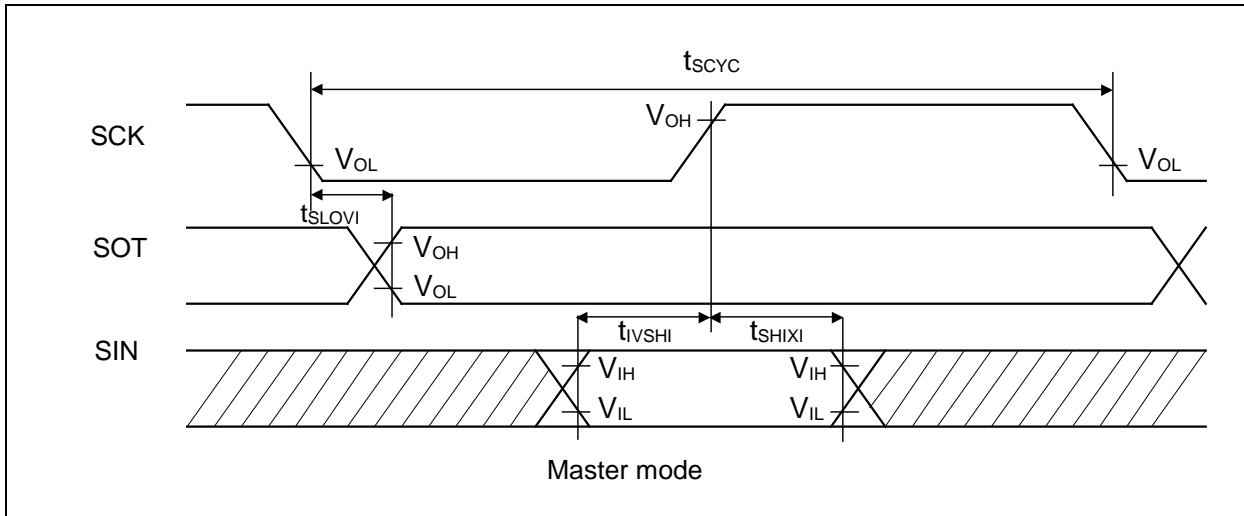 tSCYC
SCK
VOH
VOL
VOL
tSLOVI
SOT
VOH
VOL
tIVSHI
tSHIXI
SIN
VIH
VIH
VIL
VIL
Master mode